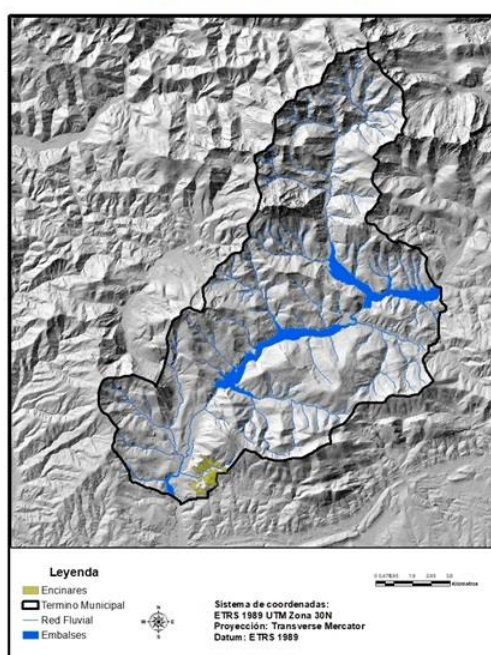 Leyenda
Encinares
Termino Municipal
Red Fluvial
Embalses
N
W
E
S
Kilometros
Sistema de coordenadas:
ETRS 1989 UTM Zona 30N
Proyección: Transverse Mercator
Datum: ETRS 1989